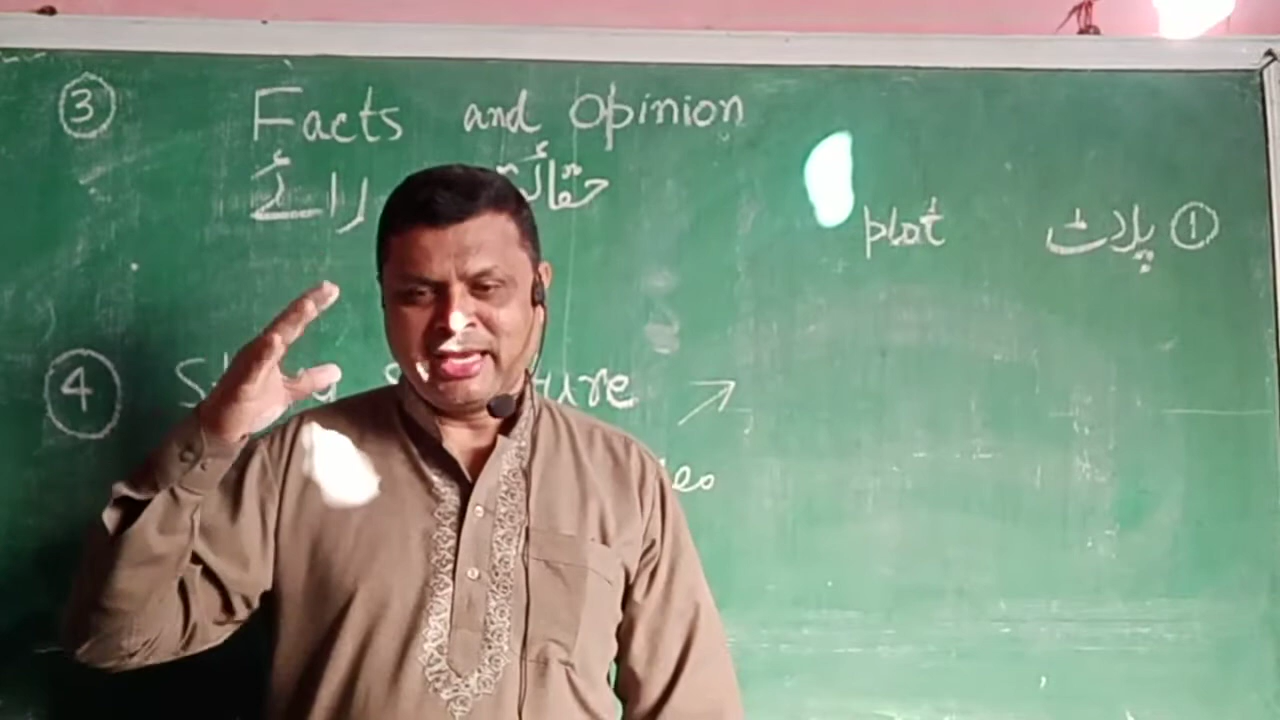 ③ Facts and Opinion
حقائق رائے
① پلاٹ plot
④